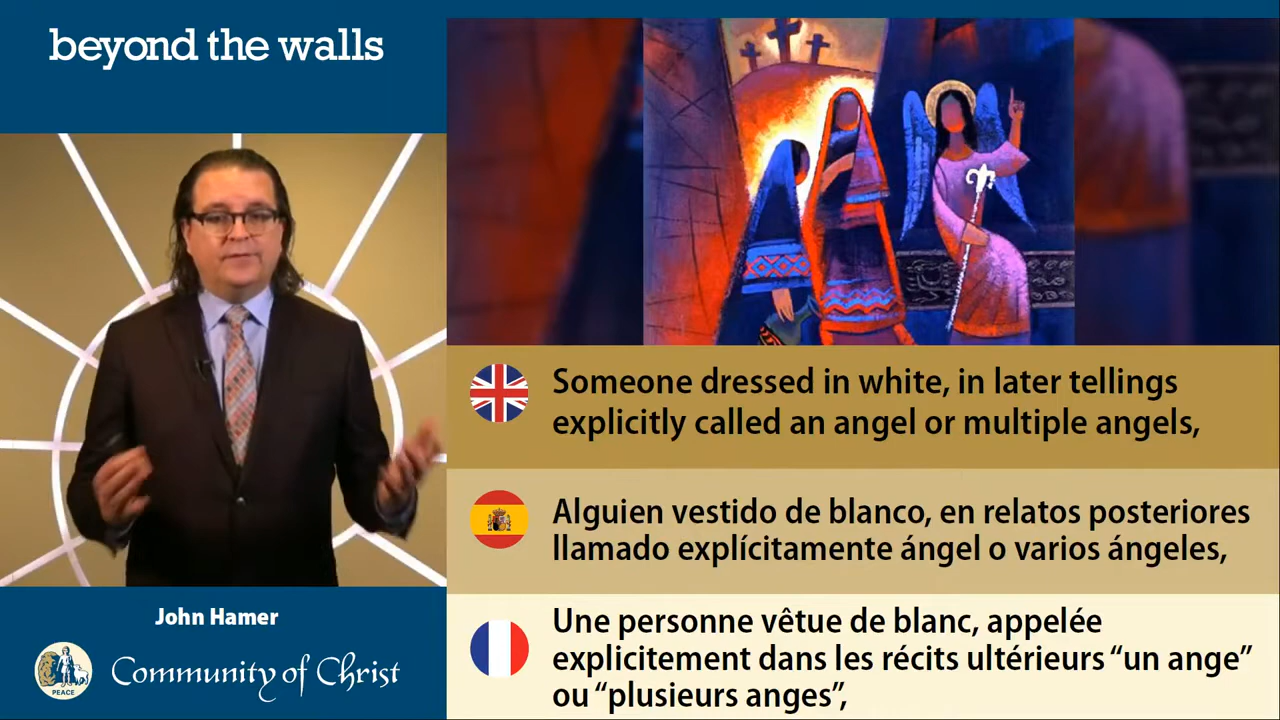 beyond the walls
Someone dressed in white, in later tellings
explicitly called an angel or multiple angels,
Alguien vestido de blanco, en relatos posteriores
llamado explícitamente ángel o varios ángeles,
Une personne vêtue de blanc, appelée
explicitement dans les récits ultérieurs “un ange”
ou “plusieurs anges”,
John Hamer
PEACE
Community of Christ